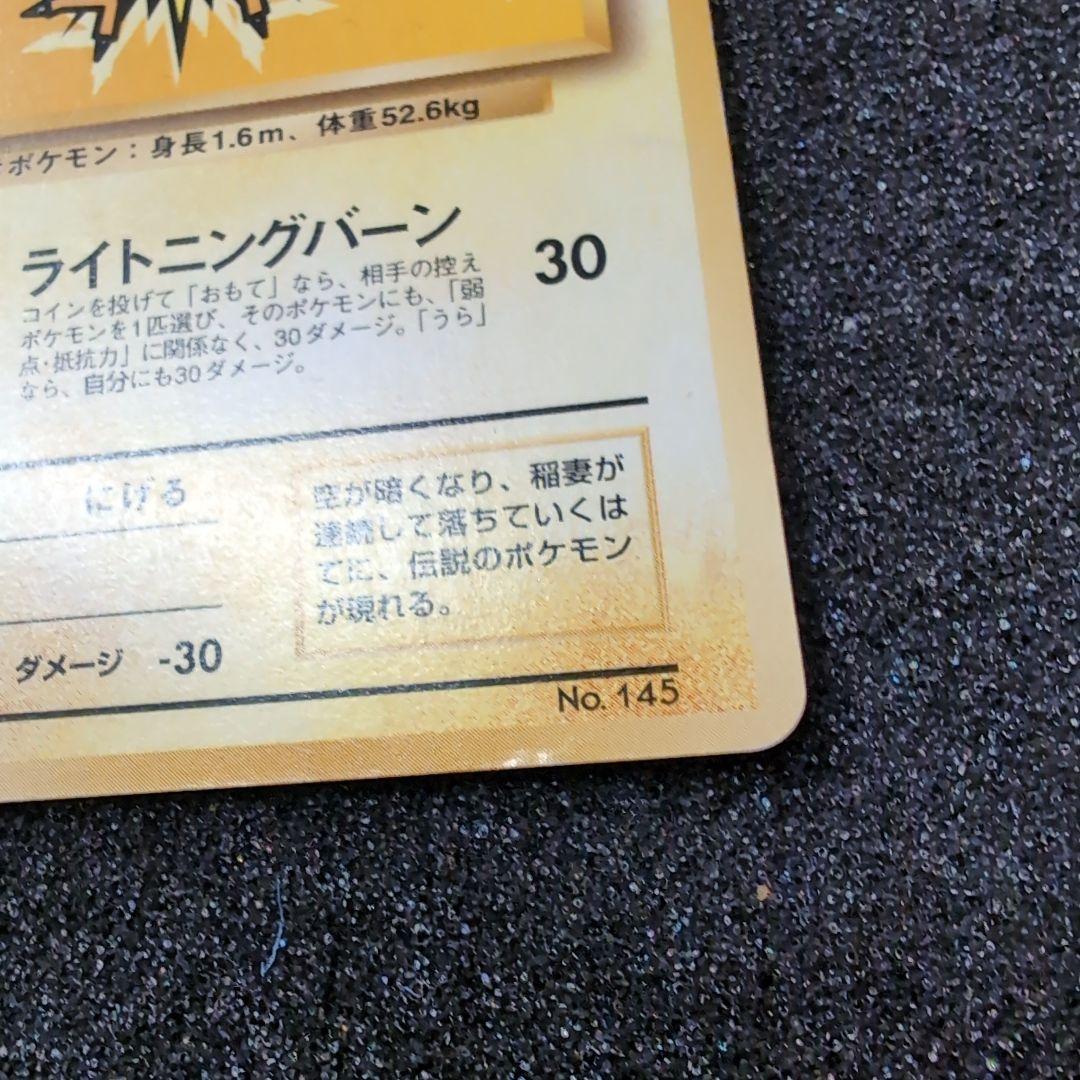 ポケモン：身長1.6m、体重52.6kg
ライトニングバーン 30
コインを投げて「おもて」なら、相手の控え
ポケモンを1匹選び、そのポケモンにも、「弱
点・抵抗力」に関係なく、30ダメージ。「うら」
なら、自分にも30ダメージ。
にげる
空が暗くなり、稲妻が
連続して落ちていくは
てに、伝説のポケモン
が現れる。
ダメージ -30
No. 145